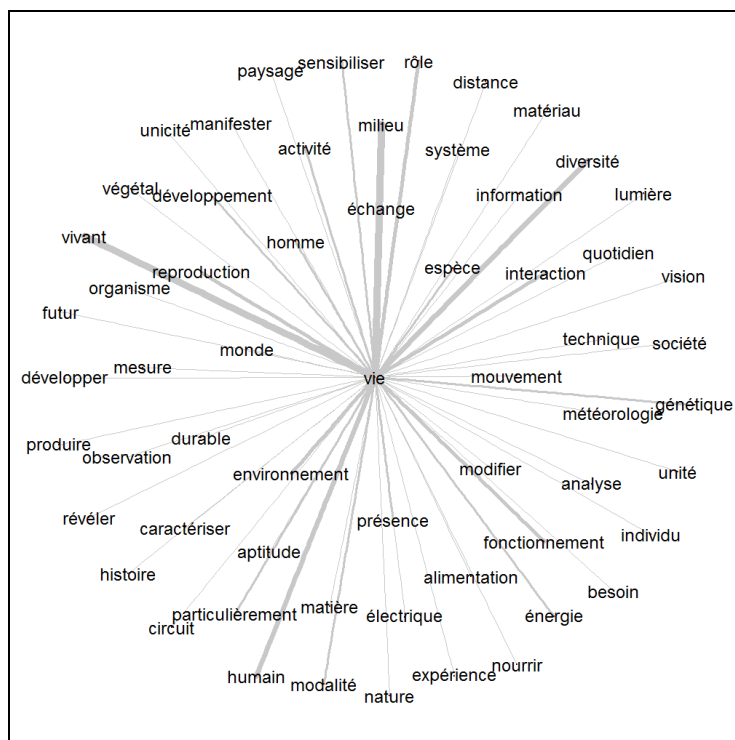 sensibiliser
rôle
paysage
distance
matériau
milieu
unicité
manifester
activité
système
diversité
végétal
développement
information
lumière
échange
vivant
homme
quotidien
reproduction
espèce
interaction
vision
organisme
futur
technique
société
monde
mesure
développer
vie
mouvement
génétique
météorologie
produire
durable
observation
environnement
modifier
analyse
unité
révéler
caractériser
présence
fonctionnement
individu
histoire
aptitude
alimentation
besoin
circuit
particulièrement
matière
électrique
énergie
humain
modalité
nature
expérience
nourrir